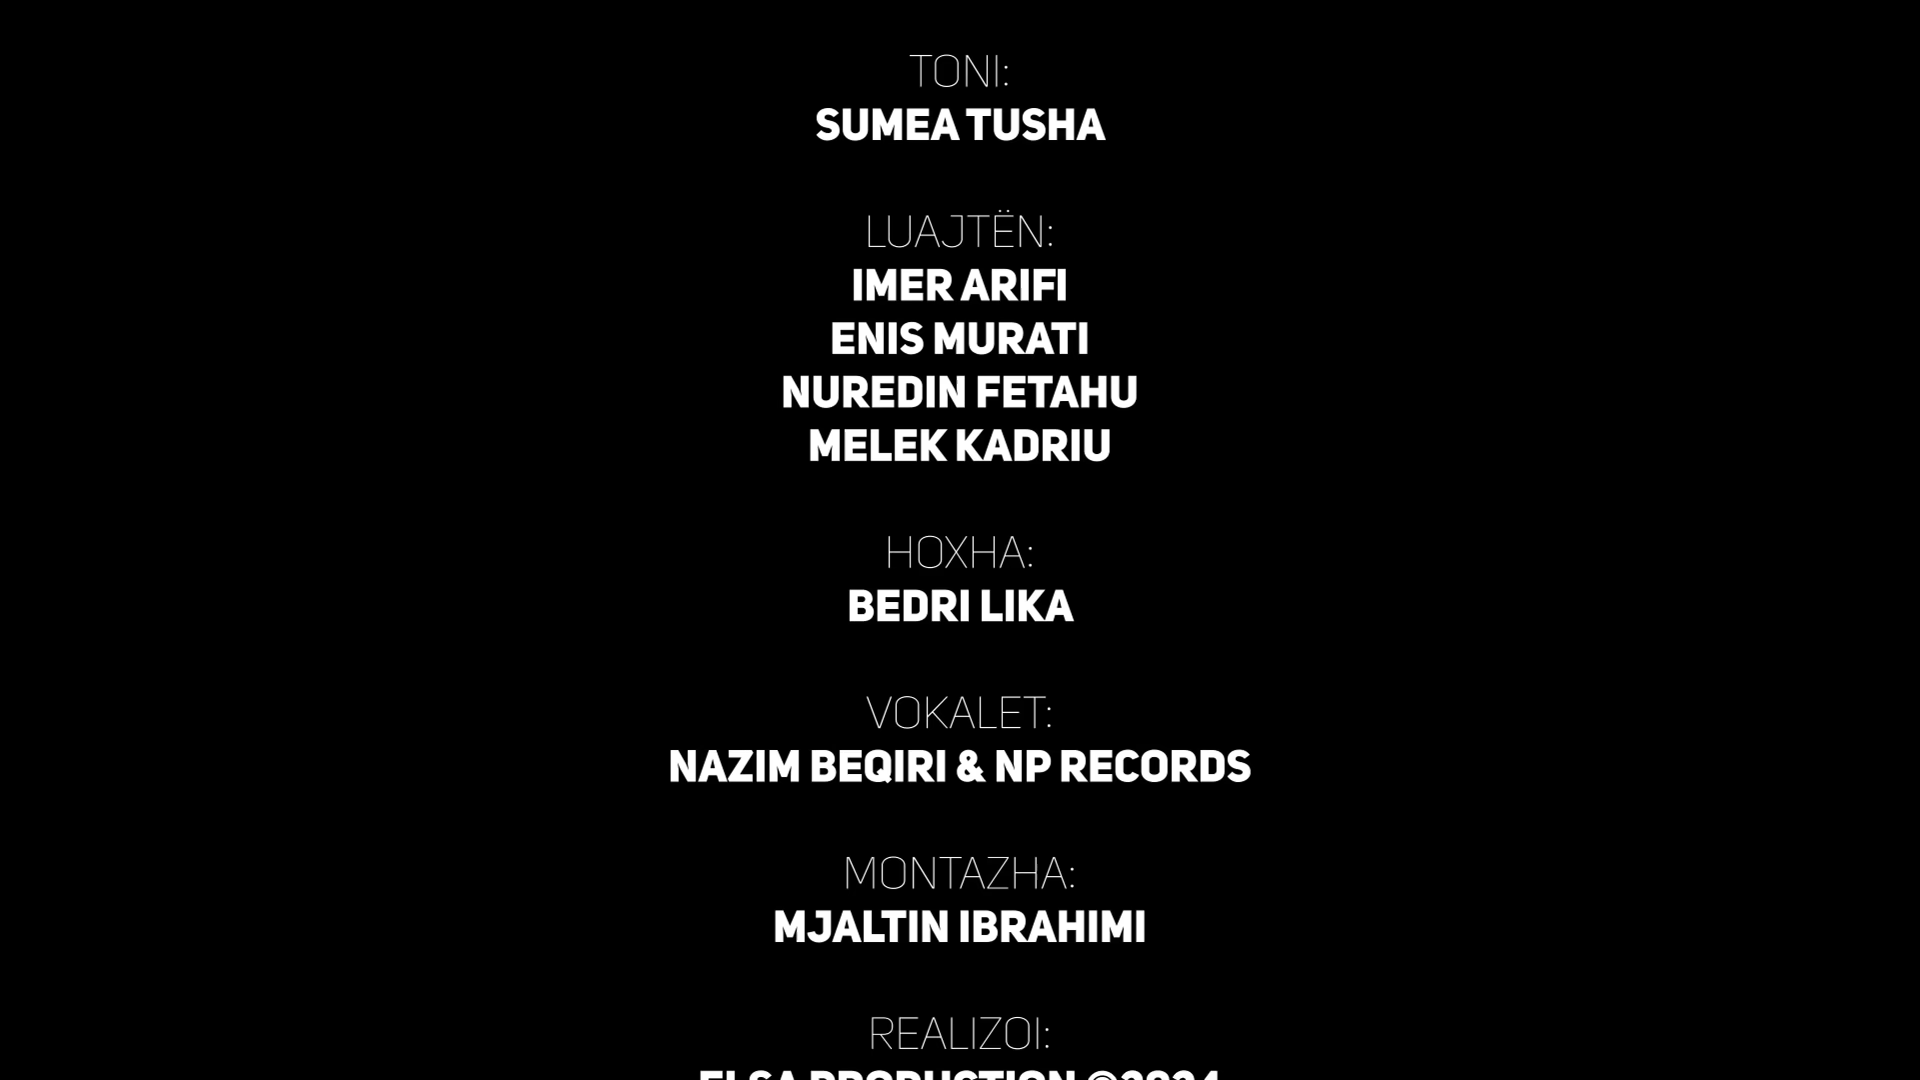 TONI:
SUMEA TUSHA
LUAJTËN:
IMER ARIFI
ENIS MURATI
NUREDIN FETAHU
MELEK KADRIU
HOXHA:
BEDRI LIKA
VOKALET:
NAZIM BEQIRI & NP RECORDS
MONTAZHA:
MJALTIN IBRAHIMI
REALIZOI:
PRODUCTION